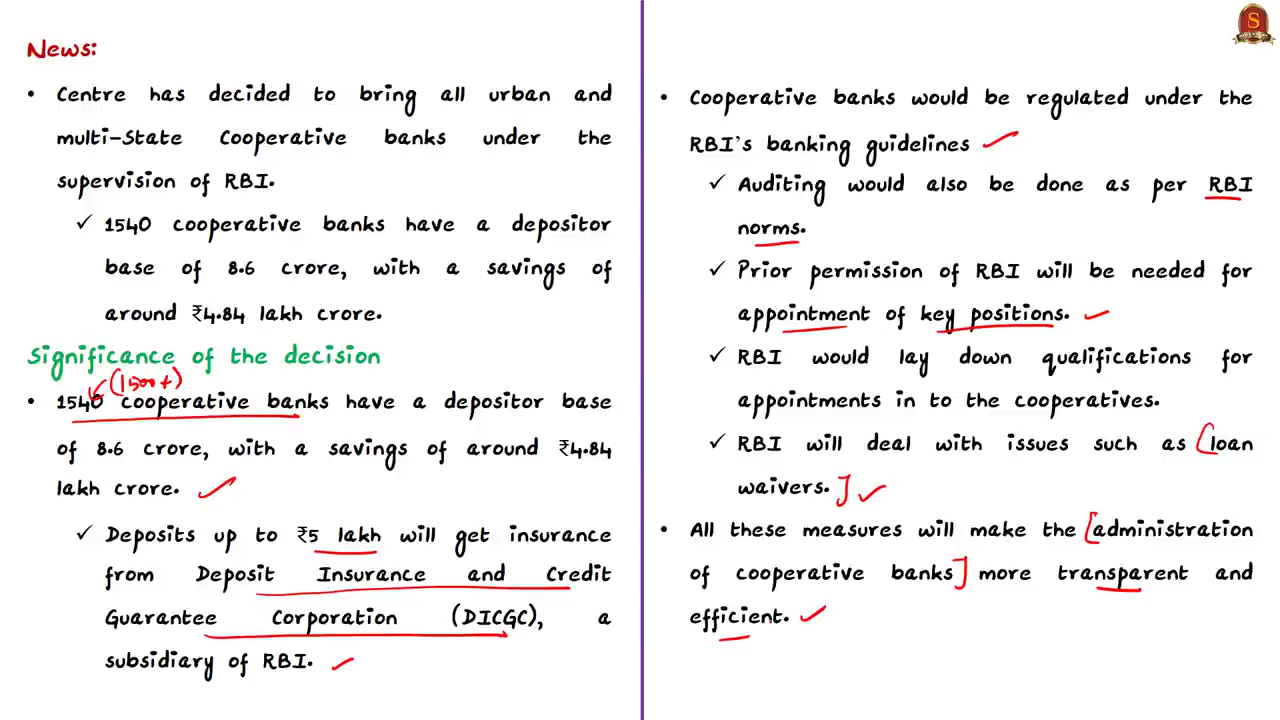 News:
• Centre has decided to bring all urban and
multi-State Cooperative banks under the
supervision of RBI.
✓ 1540 cooperative banks have a depositor
base of 8.6 crore, with a savings of
around ₹4.84 lakh crore.
Significance of the decision
(1500+)
• 1540 cooperative banks have a depositor base
of 8.6 crore, with a savings of around ₹4.84
lakh crore.
✓ Deposits up to ₹5 lakh will get insurance
from Deposit Insurance and Credit
Guarantee Corporation (DICGC), a
subsidiary of RBI.
S
• Cooperative banks would be regulated under the
RBI's banking guidelines
✓ Auditing would also be done as per RBI
norms.
✓ Prior permission of RBI will be needed for
appointment of key positions.
✓ RBI would lay down qualifications for
appointments in to the cooperatives.
✓ RBI will deal with issues such as [loan
waivers.]
• All these measures will make the [administration
of cooperative banks] more transparent and
efficient.